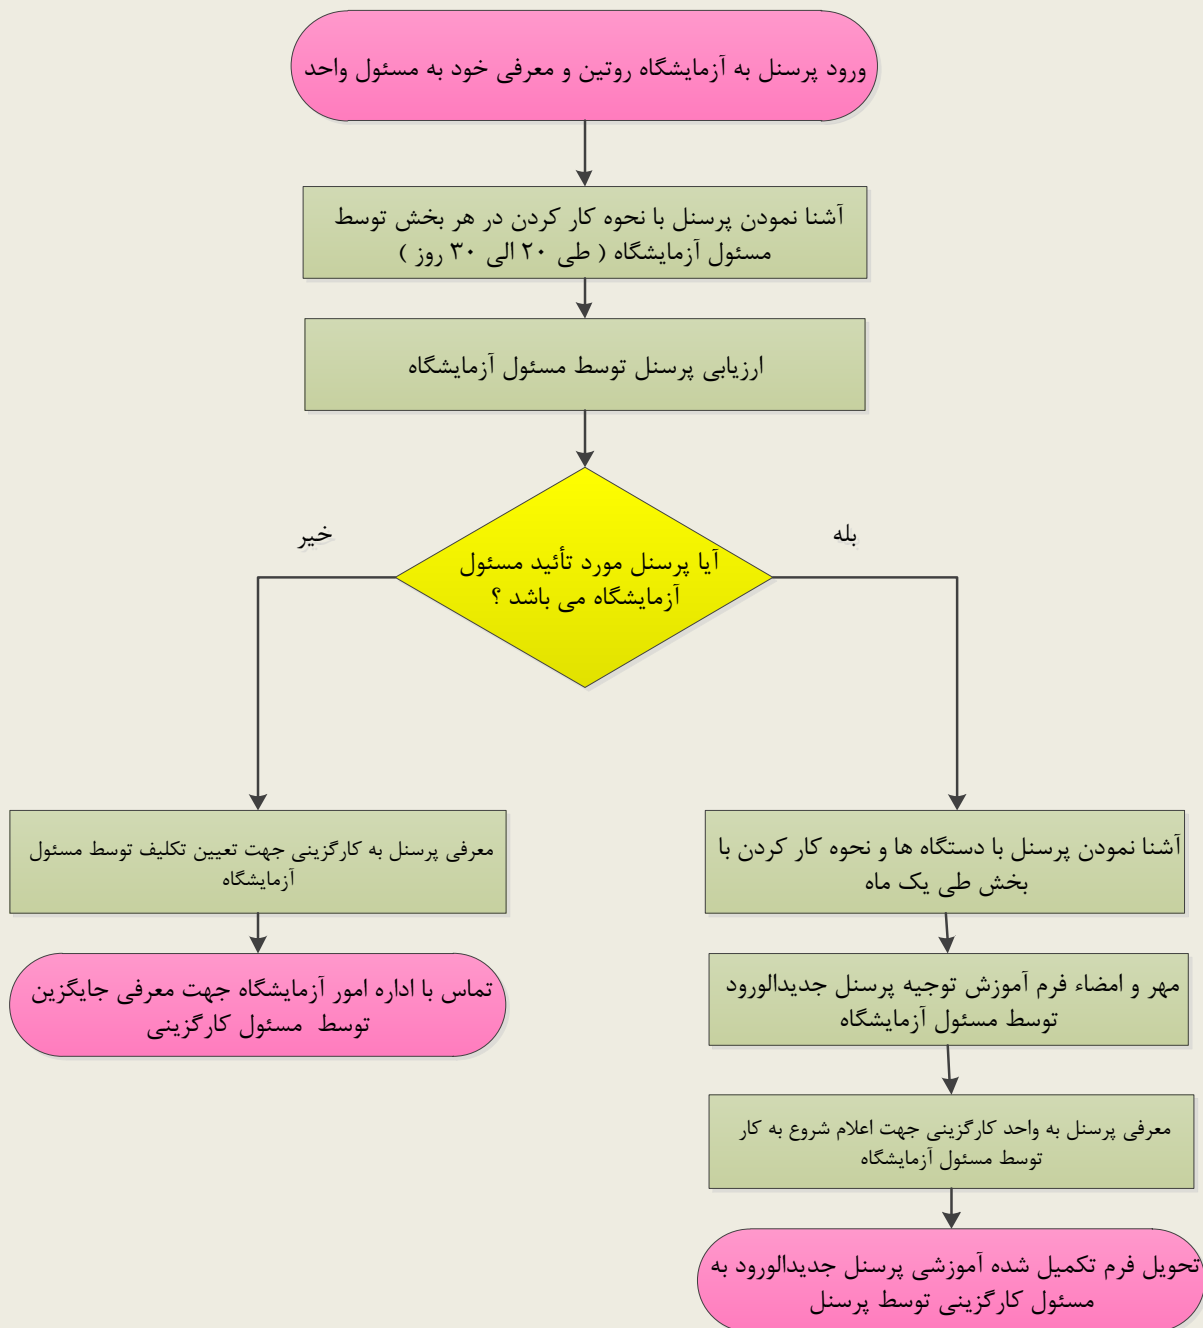 ورود پرسنل به آزمایشگاه روتین و معرفی خود به مسئول واحد
آشنا نمودن پرسنل با نحوه کار کردن در هر بخش توسط
مسئول آزمایشگاه ( طی ۲۰ الی ۳۰ روز )
ارزیابی پرسنل توسط مسئول آزمایشگاه
آیا پرسنل مورد تأئید مسئول
آزمایشگاه می باشد ؟
بله
آشنا نمودن پرسنل با دستگاه ها و نحوه کار کردن با
بخش طی یک ماه
مهر و امضاء فرم آموزش توجیه پرسنل جدیدالورود
توسط مسئول آزمایشگاه
معرفی پرسنل به واحد کارگزینی جهت اعلام شروع به کار
توسط مسئول آزمایشگاه
تحویل فرم تکمیل شده آموزشی پرسنل جدیدالورود به
مسئول کارگزینی توسط پرسنل
خیر
معرفی پرسنل به کارگزینی جهت تعیین تکلیف توسط مسئول
آزمایشگاه
تماس با اداره امور آزمایشگاه جهت معرفی جایگزین
توسط مسئول کارگزینی